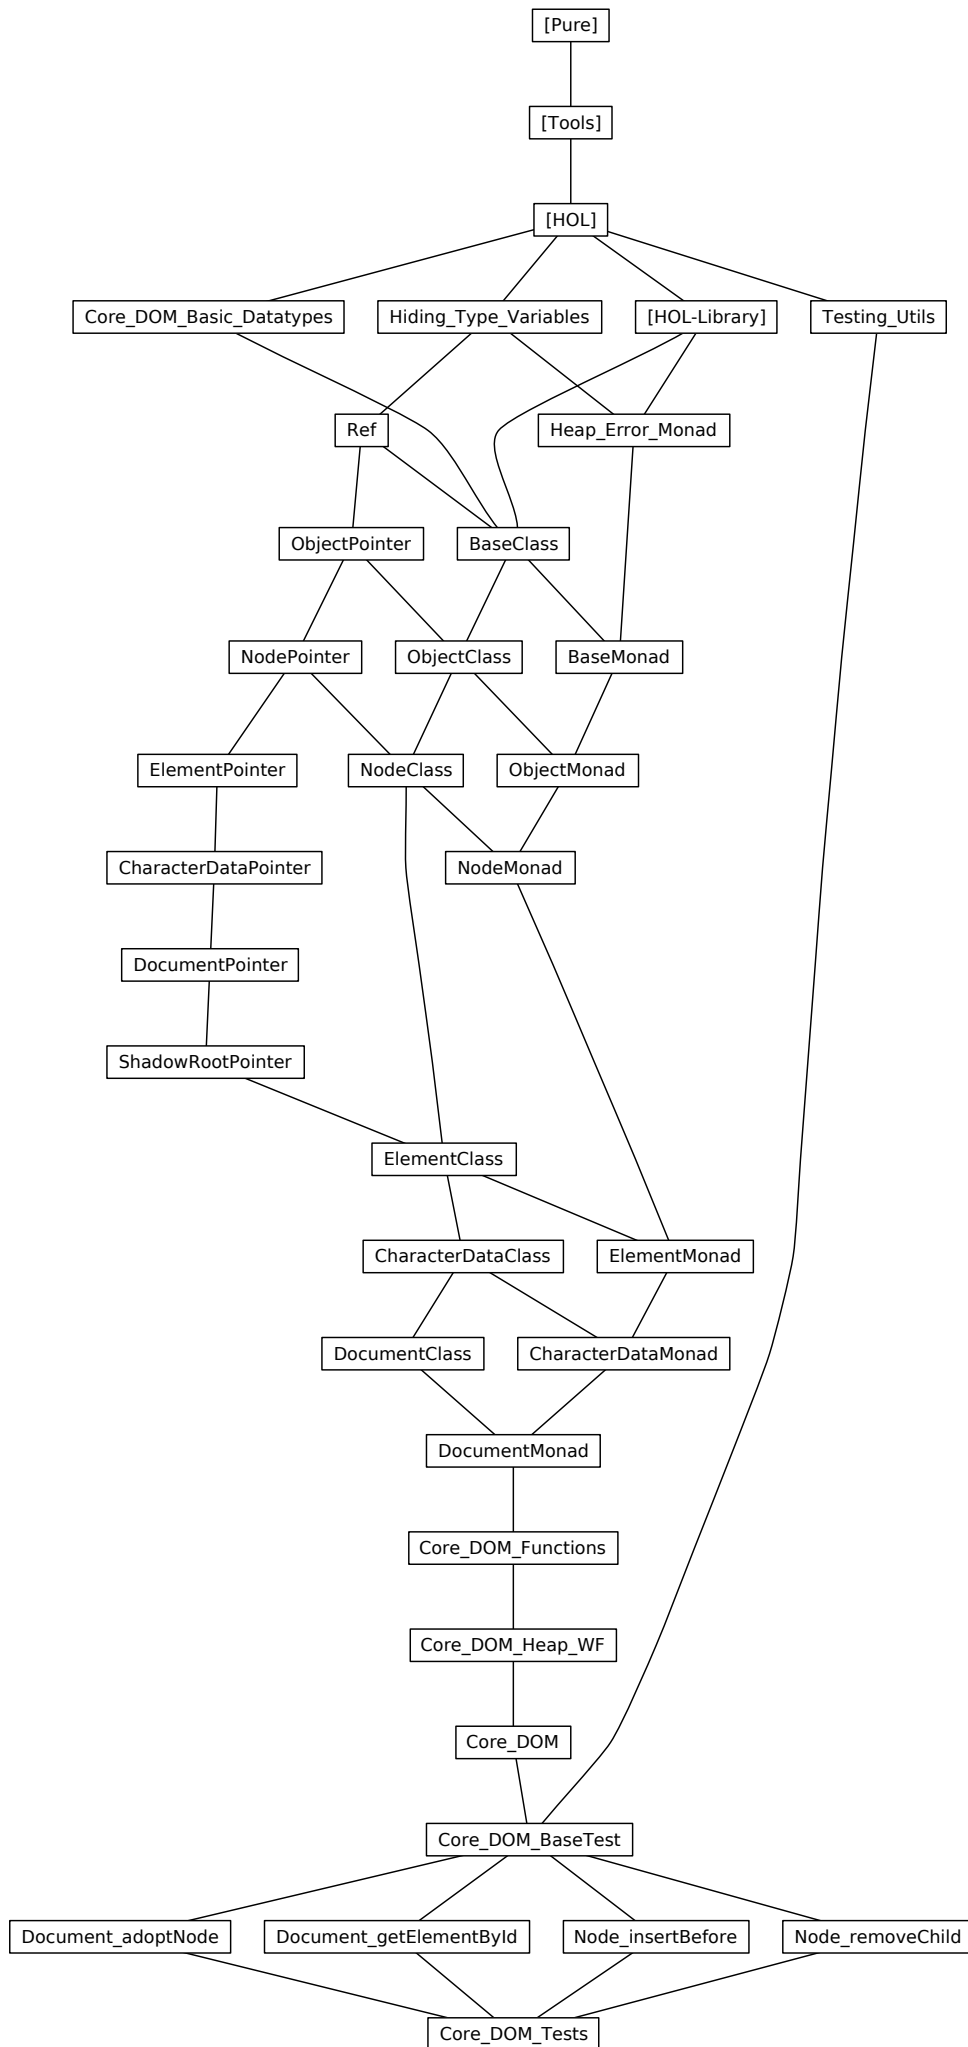 [Pure]
[Tools]
[HOL]
Core_DOM_Basic_Datatypes
Hiding_Type_Variables
[HOL-Library]
Testing_Utils
Ref
Heap_Error_Monad
ObjectPointer
BaseClass
NodePointer
ObjectClass
BaseMonad
ElementPointer
NodeClass
ObjectMonad
CharacterDataPointer
NodeMonad
DocumentPointer
ShadowRootPointer
ElementClass
CharacterDataClass
ElementMonad
DocumentClass
CharacterDataMonad
DocumentMonad
Core_DOM_Functions
Core_DOM_Heap_WF
Core_DOM
Core_DOM_BaseTest
Document_adoptNode
Document_getElementById
Node_insertBefore
Node_removeChild
Core_DOM_Tests